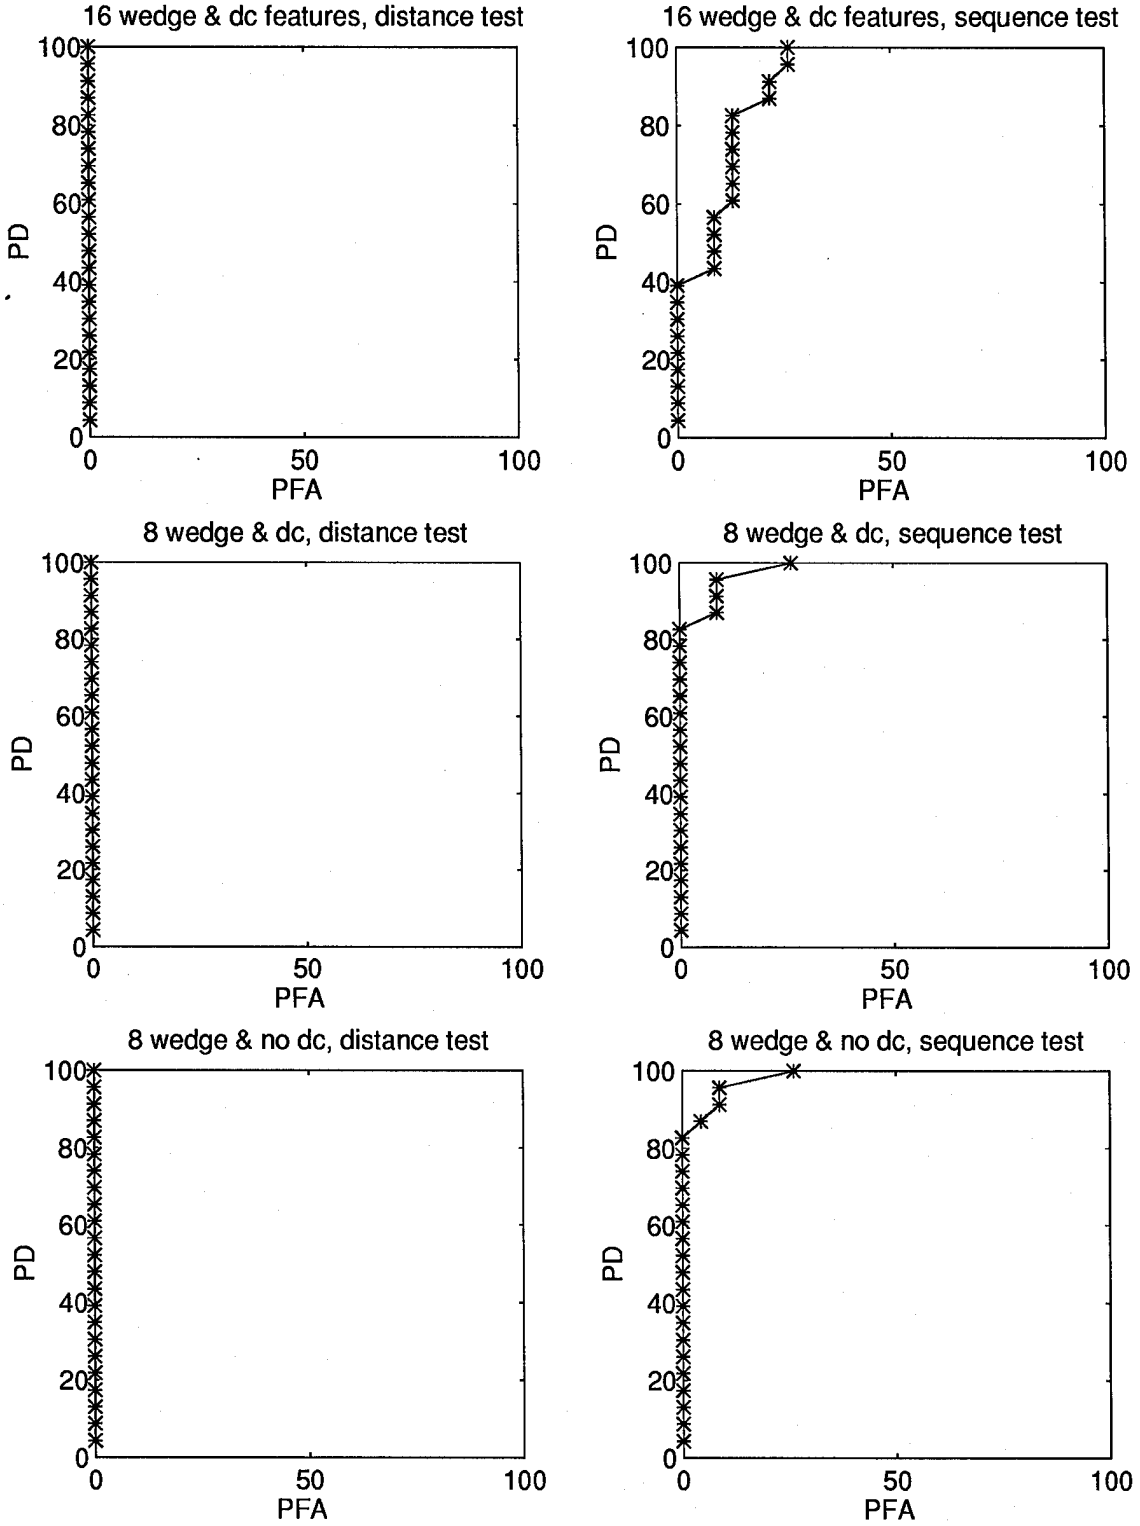 16 wedge & dc features, distance test
100
80
60
40
20
0
PD
0 50 100
PFA
16 wedge & dc features, sequence test
100
80
60
40
20
0
PD
0 50 100
PFA
8 wedge & dc, distance test
100
80
60
40
20
0
PD
0 50 100
PFA
8 wedge & dc, sequence test
100
80
60
40
20
0
PD
0 50 100
PFA
8 wedge & no dc, distance test
100
80
60
40
20
0
PD
0 50 100
PFA
8 wedge & no dc, sequence test
100
80
60
40
20
0
PD
0 50 100
PFA